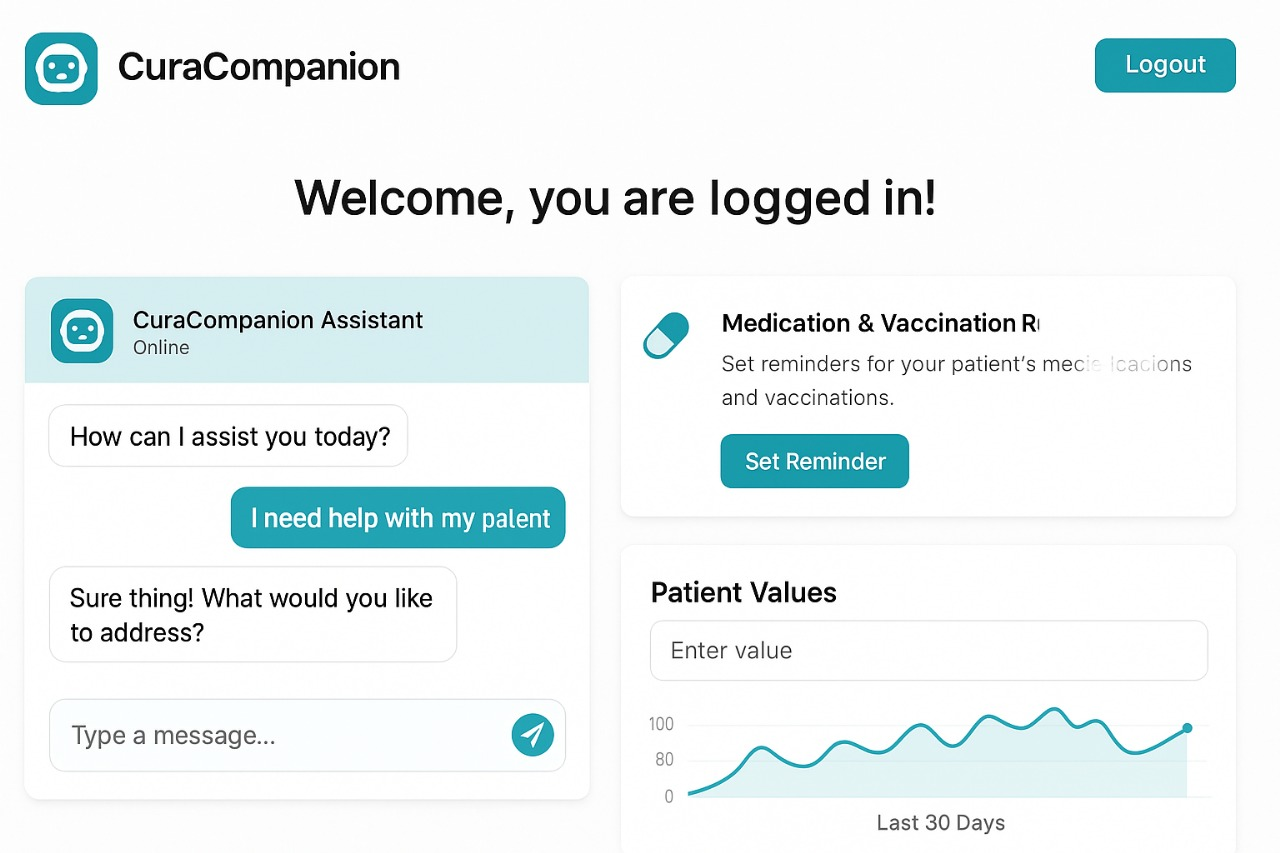 CuraCompanion
Logout
Welcome, you are logged in!
CuraCompanion Assistant
Online
How can I assist you today?
I need help with my palent
Sure thing! What would you like
to address?
Type a message...
Medication & Vaccination
Set reminders for your patient’s
and vaccinations.
Set Reminder
Patient Values
Enter value
100
80
0
Last 30 Days